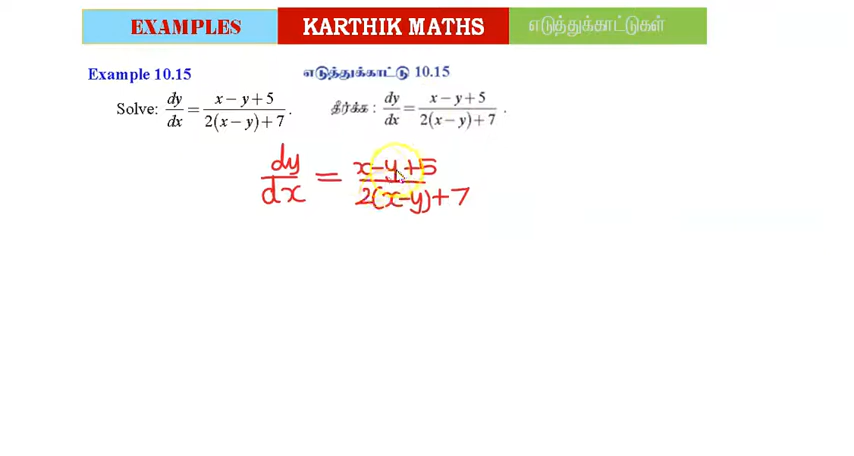 EXAMPLES KARTHIK MATHS எடுத்துக்காட்டுகள்
Example 10.15 எடுத்துக்காட்டு 10.15
Solve: dy/dx = (x − y + 5)/(2(x − y) + 7). தீர்க்க : dy/dx = (x − y + 5)/(2(x − y) + 7).
dy/dx = (x − y + 5)/(2(x − y) + 7)